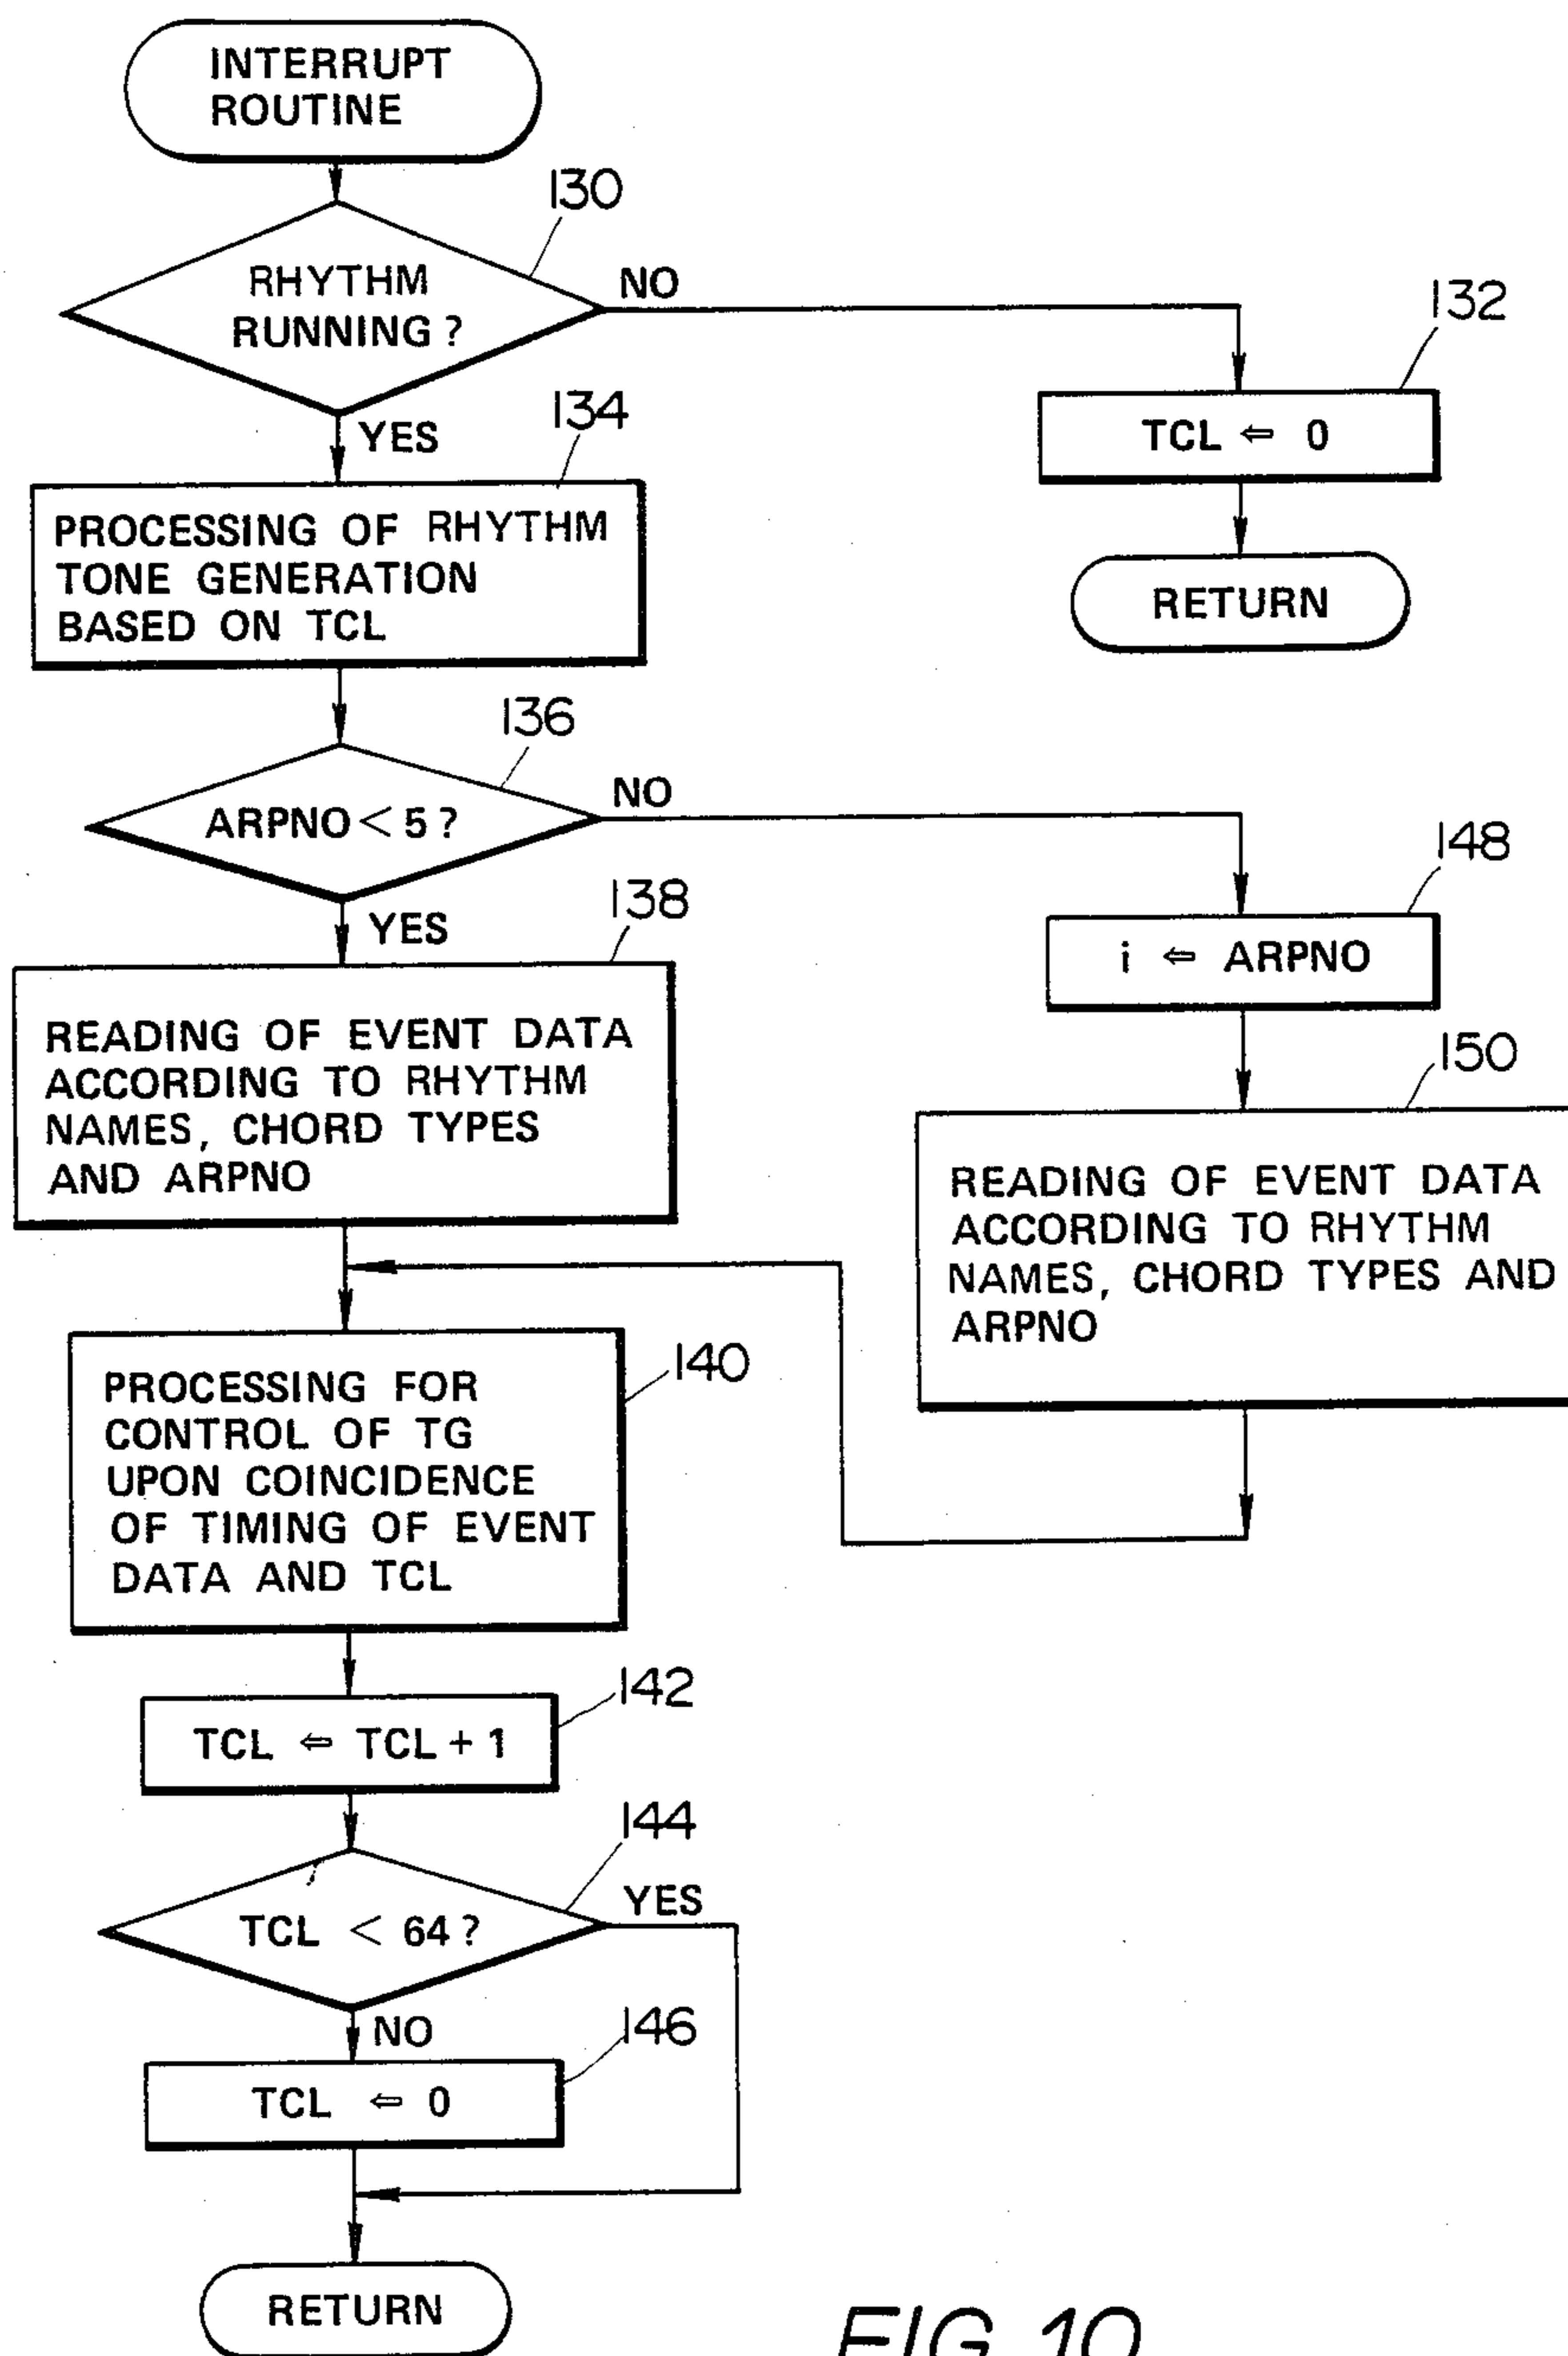 INTERRUPT
ROUTINE
130
RHYTHM
RUNNING ?
NO
YES
132
TCL ⇐ 0
RETURN
134
PROCESSING OF RHYTHM
TONE GENERATION
BASED ON TCL
136
ARPNO < 5 ?
NO
YES
138
READING OF EVENT DATA
ACCORDING TO RHYTHM
NAMES, CHORD TYPES
AND ARPNO
148
i ⇐ ARPNO
150
READING OF EVENT DATA
ACCORDING TO RHYTHM
NAMES, CHORD TYPES AND
ARPNO
140
PROCESSING FOR
CONTROL OF TG
UPON COINCIDENCE
OF TIMING OF EVENT
DATA AND TCL
142
TCL ⇐ TCL + 1
144
TCL < 64 ?
YES
NO
146
TCL ⇐ 0
RETURN
FIG. 10